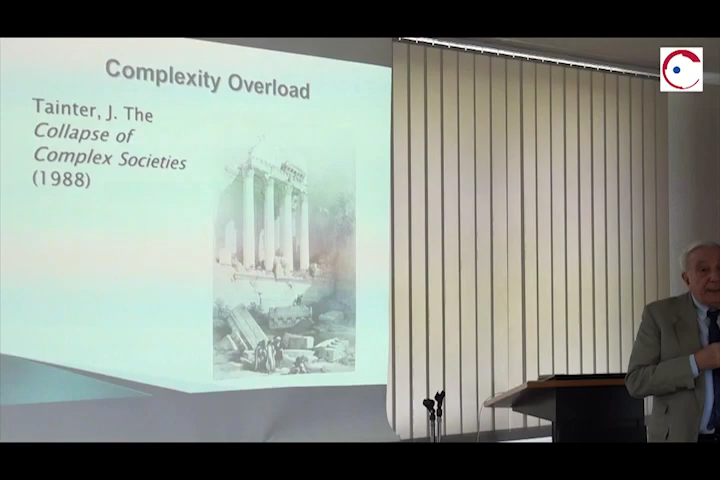 Complexity Overload
Tainter, J. The
Collapse of
Complex Societies
(1988)